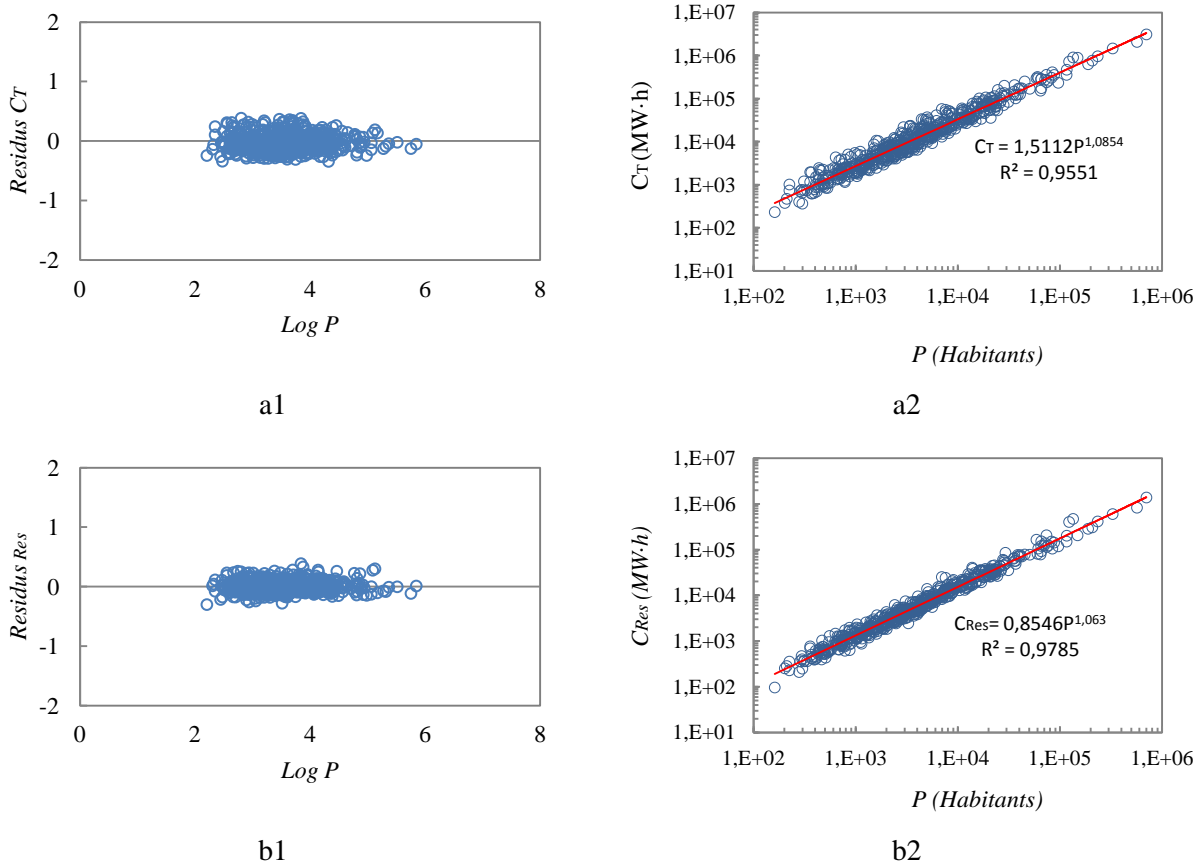 2
1
0
-1
-2
0 2 4 6 8
Residus CT
Log P
a1
1,E+07
1,E+06
1,E+05
1,E+04
1,E+03
1,E+02
1,E+01
1,E+02 1,E+03 1,E+04 1,E+05 1,E+06
CT (MW·h)
CT = 1,5112P^1,0854
R² = 0,9551
P (Habitants)
a2
2
1
0
-1
-2
0 2 4 6 8
Residus Res
Log P
b1
1,E+07
1,E+06
1,E+05
1,E+04
1,E+03
1,E+02
1,E+01
1,E+02 1,E+03 1,E+04 1,E+05 1,E+06
CRes (MW·h)
CRes= 0,8546P^1,063
R² = 0,9785
P (Habitants)
b2